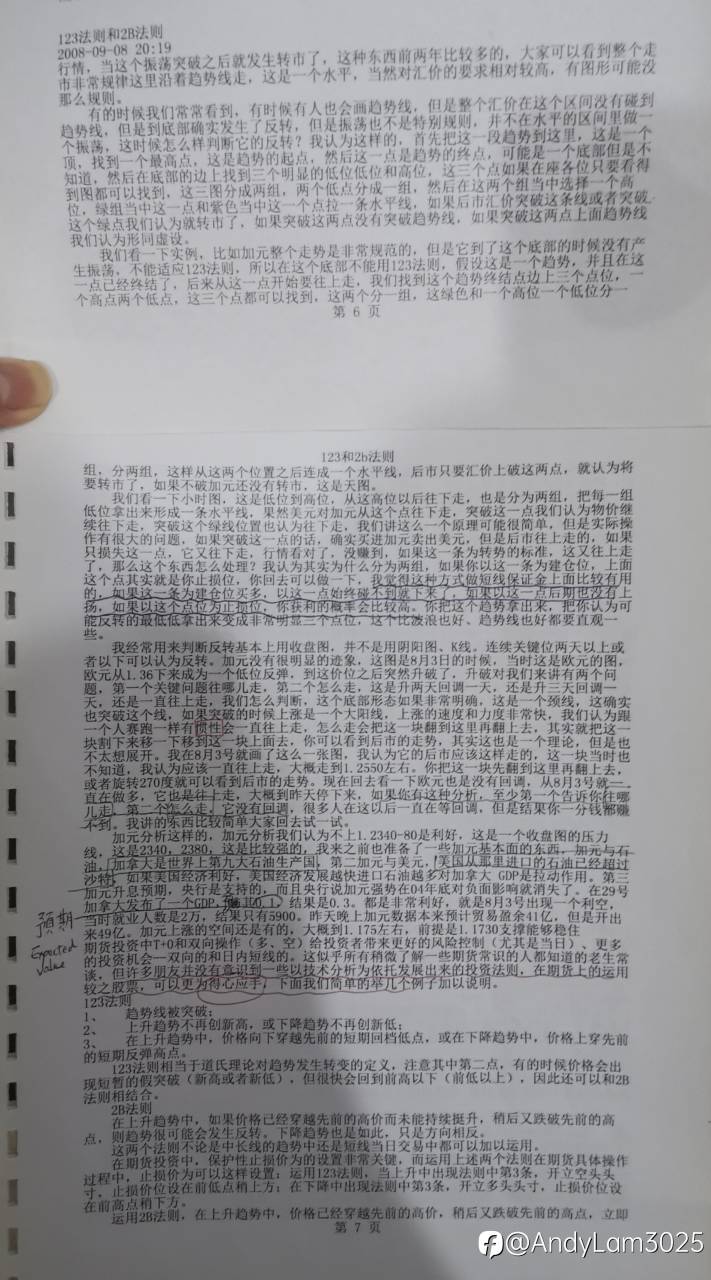 123法则和2B法则
2008-09-08 20:19
行情，当这个振荡突破之后就发生转市了，这种东西前两年比较多的，大家可以看到整个走
市非常规律这里沿着趋势线走，这是一个水平，当然对汇价的要求相对较高，有图形可能没
那么规则。
有的时候我们常常看到，有时候有人也会画趋势线，但是整个汇价在这个区间没有碰到
趋势线，但是到底部确实发生了反转，但是振荡也不是特别规则，并不在水平的区间里做一
个振荡，这时候怎么样判断它的反转？我认为这样的，首先把这一段趋势到这里，这是一个
顶，找到一个最高点，这是趋势的起点，然后这一点是趋势的终点，可能是一个底部但是不
知道，然后在底部的边上找到三个明显的低位低位和高位，这三个点如果在座各位只要看得
到图都可以找到，这三图分成两组，两个低点分成一组，然后在这两个组当中选择一个高
位，绿组当中这一点和紫色当中这一个点拉一条水平线，如果后市汇价突破这条线或者突破
这个绿点我们认为就转市了，如果突破这两点没有突破趋势线，如果突破这两点上面趋势线
我们认为形同虚设。
我们看一下实例，比如加元整个走势是非常规范的，但是它到了这个底部的时候没有产
生振荡，不能适应123法则，所以在这个底部不能用123法则，假设这是一个趋势，并且在这
一点已经终结了，后来从这一点开始要往上走，我们找到这个趋势终结点边上三个点位，一
个高点两个低点，这三个点都可以找到，这两个分一组，这绿色和一个高位一个低位分一
第 6 页
123和2b法则
组，分两组，这样从这两个位置之后连成一个水平线，后市只要汇价上破这两点，就认为将
要转市了，如果不破加元还没有转市，这是天图。
我们看一下小时图，这是低位到高位，从这高位以后往下走，也是分为两组，把每一组
低位拿出来形成一条水平线，果然美元对加元从这个点往下走，突破这一点我们认为物价继
续往下走，突破这个绿线位置也认为往下走，我们讲这么一个原理可能很简单，但是实际操
作有很大的问题，如果突破这一点的话，确实买进加元卖出美元，但是后市往上走的，如果
只损失这一点，它又往下走，行情看对了，没赚到，如果这一条为转势的标准，这又往上走
了，那么这个东西怎么处理？我认为其实为什么分为两组，如果你以这一条为建仓位，上面
这个点其实就是你止损位，你回去可以做一下，我觉得这种方式做短线保证金上面比较有用
的，如果这一条为建仓位买多，以这一点始终碰不到就下来了，如果以这一点后期也没有上
扬，如果以这个点位为止损位，你获利的概率会比较高。你把这个趋势拿出来，把你认为可
能反转的最低低拿出来变成非常明显三个点位，这个比波浪也好、趋势线也好都要直观一
些。
我经常用来判断反转基本上用收盘图，并不是用阴阳图、K线。连续关键位两天以上或
者以下可以认为反转。加元没有很明显的迹象，这图是8月3日的时候，当时这是欧元的图，
欧元从1.36下来成为一个低位反弹，到这价位之后突然升破了，升破对我们来讲有两个问
题，第一个关键问题往哪儿走，第二个怎么走，这是升两天回调一天，还是升三天回调一
天，还是一直往上走，我们怎么判断，这个底部形态如果非常明确，这是一个颈线，这确实
也突破这个线，如果突破的时候上涨是一个大阳线，上涨的速度和力度非常快，我们认为跟
一个人赛跑一样有惯性会一直往上走，怎么走会把这一块翻到这里再翻上去，其实就把这一
块割下来移一下移到这一块上面去，你可以看到后市的走势，其实这也是一个理论，但是也
不太想展开。我在8月3号就画了这么一张图，我认为它的后市应该这样走的，这一块当时也
不知道，我认为应该一直往上走，大概走到1.2550左右。你把这一块先翻到这里再翻上去，
或者旋转270度就可以看到后市的走势。现在回去看一下欧元也是没有回调，从8月3号就一
直在做多，它也是往上走，大概到昨天停下来，如果你有这种分析，至少第一个告诉你往哪
儿走，第二个怎么走，它没有回调，很多人在这以后一直在等回调，但是结果你一分钱都赚
不到。我讲的东西比较简单大家回去试一试。
加元分析这样的，加元分析我们认为不上1.2340-80是利好，这是一个收盘图的压力
线，这是2340，2380，这是比较强的，我来之前也准备了一些加元基本面的东西，加元与石
油，加拿大是世界上第九大石油生产国，第二加元与美元，美国从那里进口的石油已经超过
沙特，如果美国经济利好，美国经济发展越快进口石油越多对加拿大 GDP是拉动作用。第三
加元升息预期，央行是支持的，而且央行说加元强势在04年底对负面影响就消失了。在29号
加拿大发布了一个GDP，预期0.1，结果是0.3。都是非常利好，就是8月3号出现一个利空，
预期 当时就业人数是2万，结果只有5900。昨天晚上加元数据本来预计贸易盈余41亿，但是开出
Expected Value 来49亿。加元上涨的空间还是有的，大概到1.175左右，前提是1.1730支撑能够稳住
期货投资中T+0和双向操作（多、空）给投资者带来更好的风险控制（尤其是当日）、更多
的投资机会──双向的和日内短线的。这似乎所有稍微了解一些期货常识的人都知道的老生常
谈，但许多朋友并没有意识到一些以技术分析为依托发展出来的投资法则，在期货上的运用
较之股票，可以更为得心应手，下面我们简单的举几个例子加以说明。
123法则
1、 趋势线被突破；
2、 上升趋势不再创新高，或下降趋势不再创新低；
3、 在上升趋势中，价格向下穿越先前的短期回档低点，或在下降趋势中，价格上穿先前
的短期反弹高点。
123法则相当于道氏理论对趋势发生转变的定义，注意其中第二点，有的时候价格会出
现短暂的假突破（新高或者新低），但很快会回到前高以下（前低以上），因此还可以和2B
法则相结合。
2B法则
在上升趋势中，如果价格已经穿越先前的高价而未能持续挺升，稍后又跌破先前的高
点，则趋势很可能会发生反转。下降趋势也是如此，只是方向相反。
这两个法则不论是中长线的趋势中还是短线当日交易中都可以加以运用。
在期货投资中，保护性止损价为的设置非常关键，而运用上述两个法则在期货具体操作
过程中，止损价为可以这样设置：运用123法则，当上升中出现法则中第3条，开立空头头
寸，止损价位设在前低点稍上方；在下降中出现法则中第3条，开立多头头寸，止损价位设
在前高点稍下方。
运用2B法则，在上升趋势中，价格已经穿越先前的高价，稍后又跌破先前的高点，立即
第 7 页
@AndyLam3025